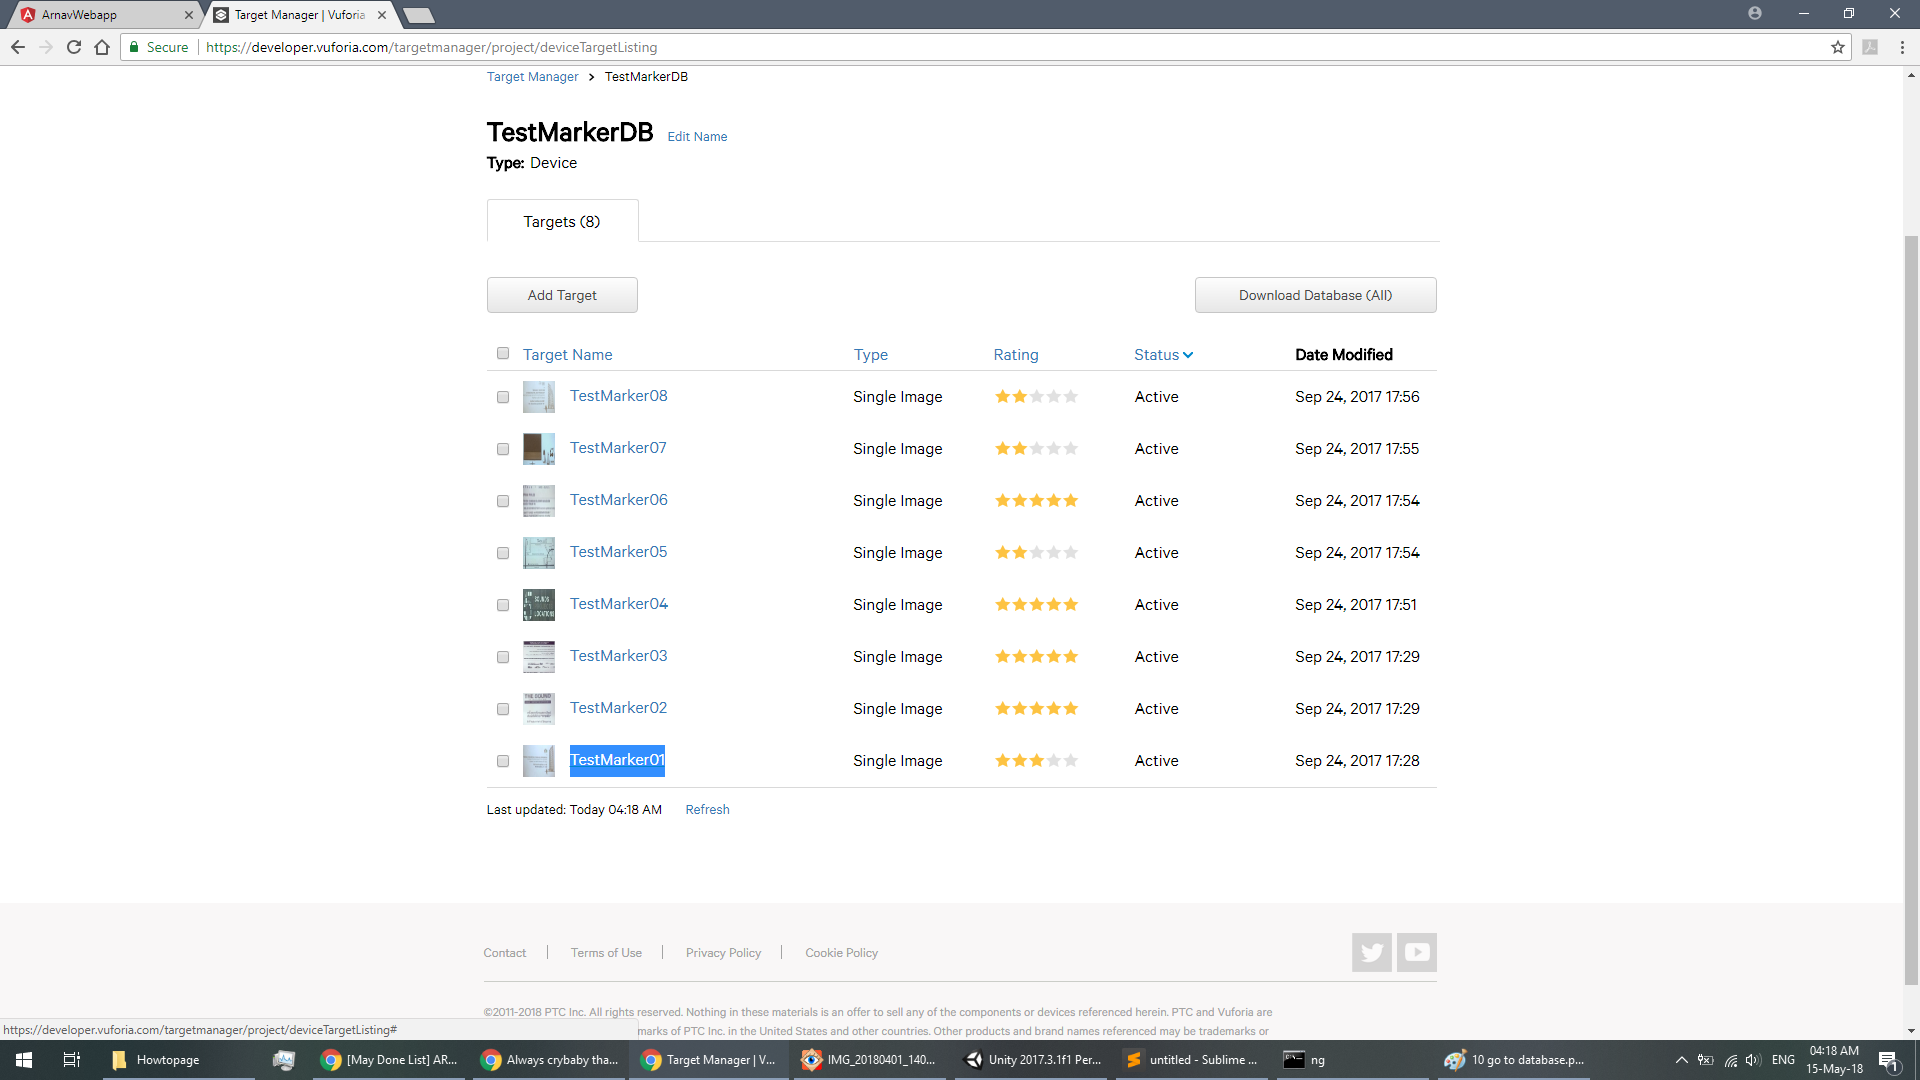 ArnavWebapp
Target Manager | Vuforia
Secure
https://developer.vuforia.com/targetmanager/project/deviceTargetListing
Target Manager > TestMarkerDB
TestMarkerDB Edit Name
Type: Device
Targets (8)
Add Target
Download Database (All)
Target Name Type Rating Status Date Modified
TestMarker08 Single Image Active Sep 24, 2017 17:56
TestMarker07 Single Image Active Sep 24, 2017 17:55
TestMarker06 Single Image Active Sep 24, 2017 17:54
TestMarker05 Single Image Active Sep 24, 2017 17:54
SOUNDS
LOCATIONS
TestMarker04 Single Image Active Sep 24, 2017 17:51
TestMarker03 Single Image Active Sep 24, 2017 17:29
THE SOUND
TestMarker02 Single Image Active Sep 24, 2017 17:29
TestMarker01 Single Image Active Sep 24, 2017 17:28
Last updated: Today 04:18 AM Refresh
Contact | Terms of Use | Privacy Policy | Cookie Policy
©2011-2018 PTC Inc. All rights reserved. Nothing in these materials is an offer to sell any of the components or devices referenced herein. PTC and Vuforia are
marks of PTC Inc. in the United States and other countries. Other products and brand names referenced may be trademarks or
https://developer.vuforia.com/targetmanager/project/deviceTargetListing#
Howtopage
[May Done List] AR...
Always crybaby tha...
Target Manager | V...
IMG_20180401_140...
Unity 2017.3.1f1 Per...
untitled - Sublime ...
ng
10 go to database.p...
ENG
04:18 AM
15-May-18
1